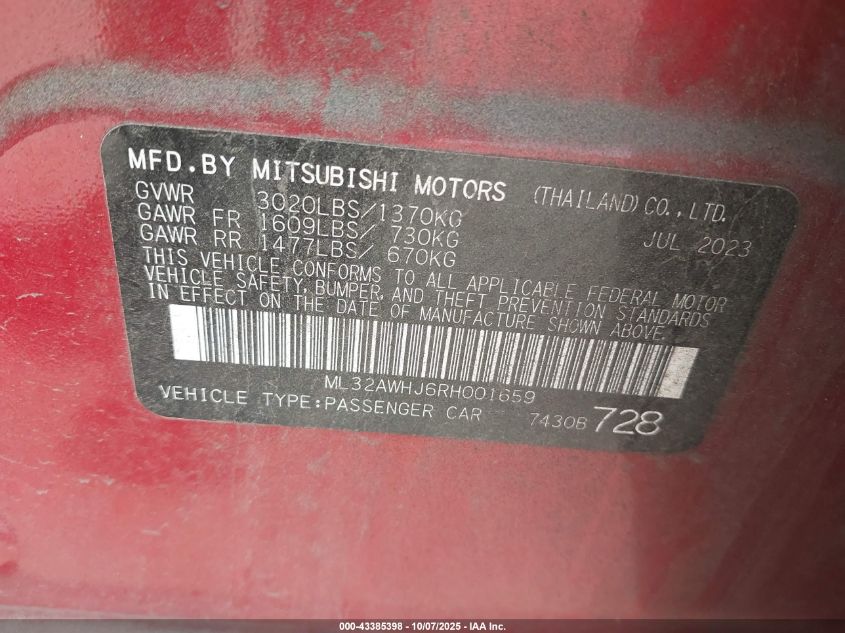 MFD.BY MITSUBISHI MOTORS (THAILAND) CO.,LTD.
GVWR 3020LBS/1370KG JUL 2023
GAWR FR 1609LBS/ 730KG
GAWR RR 1477LBS/ 670KG
THIS VEHICLE CONFORMS TO ALL APPLICABLE FEDERAL MOTOR
VEHICLE SAFETY, BUMPER, AND THEFT PREVENTION STANDARDS
IN EFFECT ON THE DATE OF MANUFACTURE SHOWN ABOVE.
ML32AWHJ6RH001659
VEHICLE TYPE:PASSENGER CAR 7430B 728
000-43385398 - 10/07/2025 - IAA Inc.